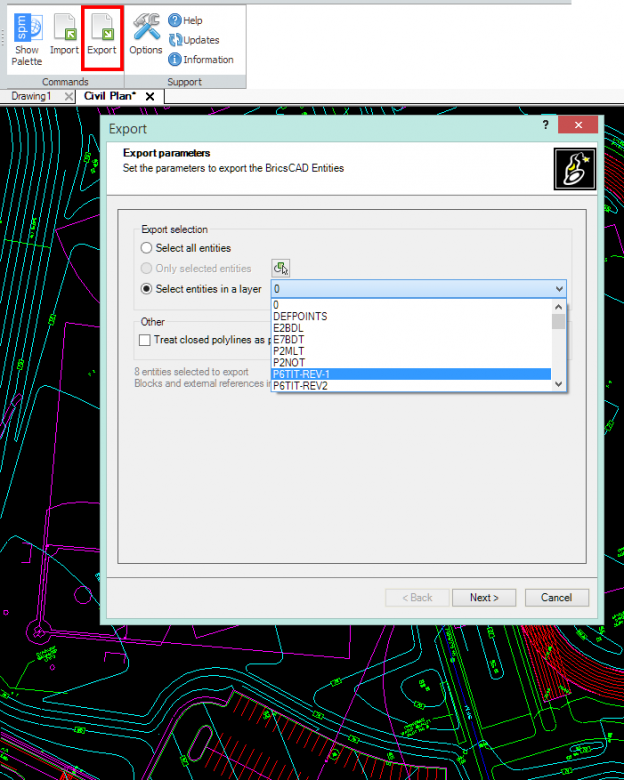 spm
Show Palette
Import
Export
Options
Help
Updates
Information
Commands
Support
Drawing1
Civil Plan*
Export
?
Export parameters
Set the parameters to export the BricsCAD Entities
Export selection
Select all entities
Only selected entities
Select entities in a layer
0
0
DEFPOINTS
E2BDL
E7BDT
P2MLT
P2NOT
P6TIT-REV-1
P6TIT-REV2
Other
Treat closed polylines as
8 entities selected to export
Blocks and external references
< Back
Next >
Cancel